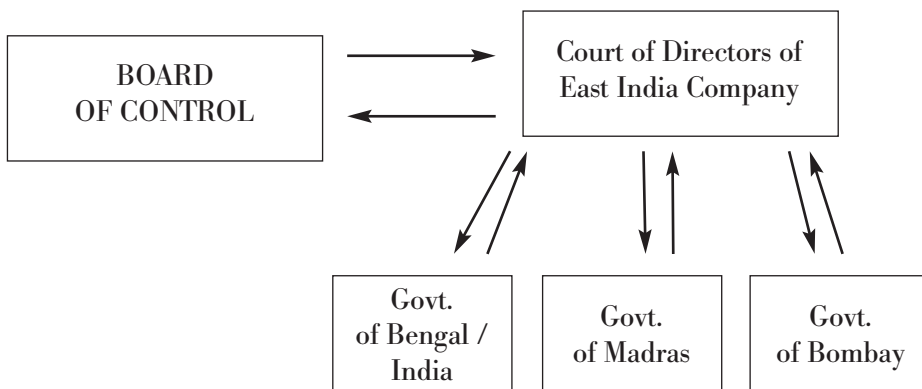 BOARD
OF CONTROL
Court of Directors of
East India Company
Govt.
of Bengal /
India
Govt.
of Madras
Govt.
of Bombay